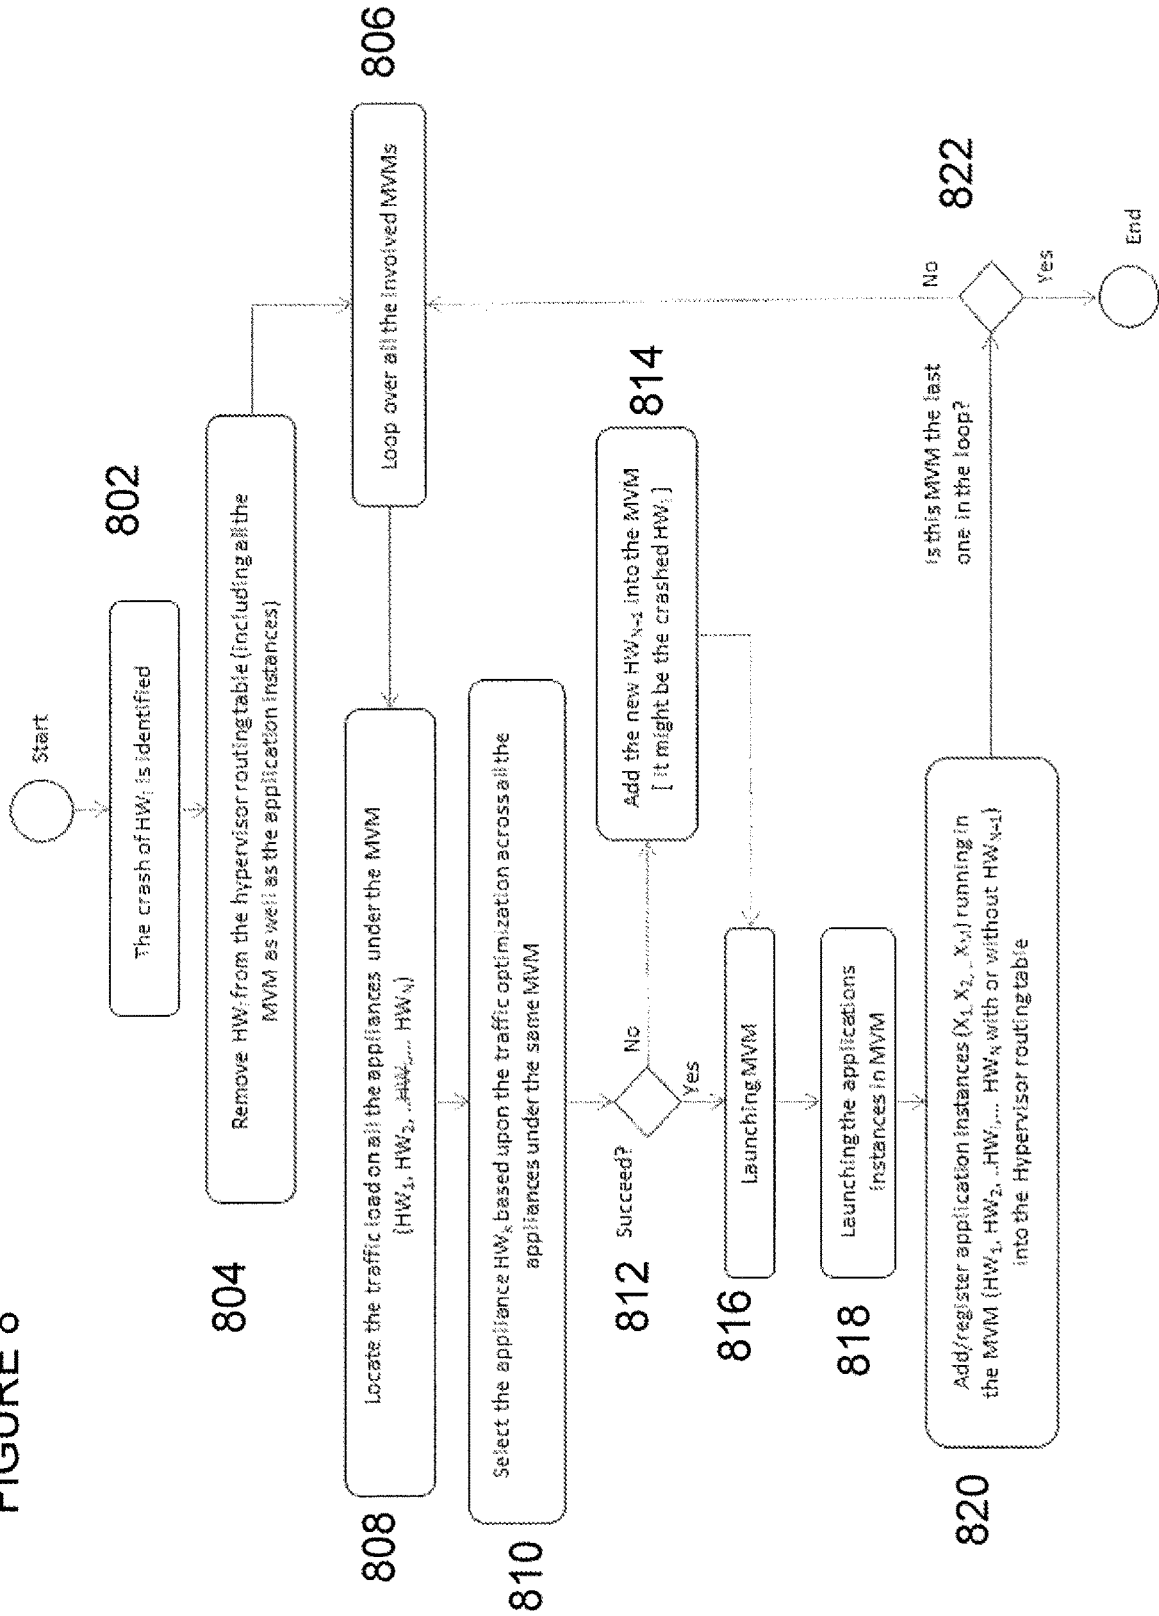 FIGURE 8
Start
802
The crash of HWᵢ is identified
804
Remove HWᵢ from the hypervisor routing table (including all the
MVM as well as the application instances)
806
Loop over all the involved MVMs
808
Locate the traffic load on all the appliances under the MVM
(HW₁, HW₂, ..HWᵢ,... HW_N)
810
Select the appliance HWₖ based upon the traffic optimization across all the
appliances under the same MVM
812
Succeed?
No
Yes
814
Add the new HW_N+1 into the MVM
[ it might be the crashed HWᵢ ]
816
Launching MVM
818
Launching the applications
instances in MVM
820
Add/register application instances (X₁, X₂, .. X_M) running in
the MVM (HW₁, HW₂, ..HWᵢ,... HW_N with or without HW_N+1)
into the Hypervisor routing table
Is this MVM the last
one in the loop?
822
No
Yes
End